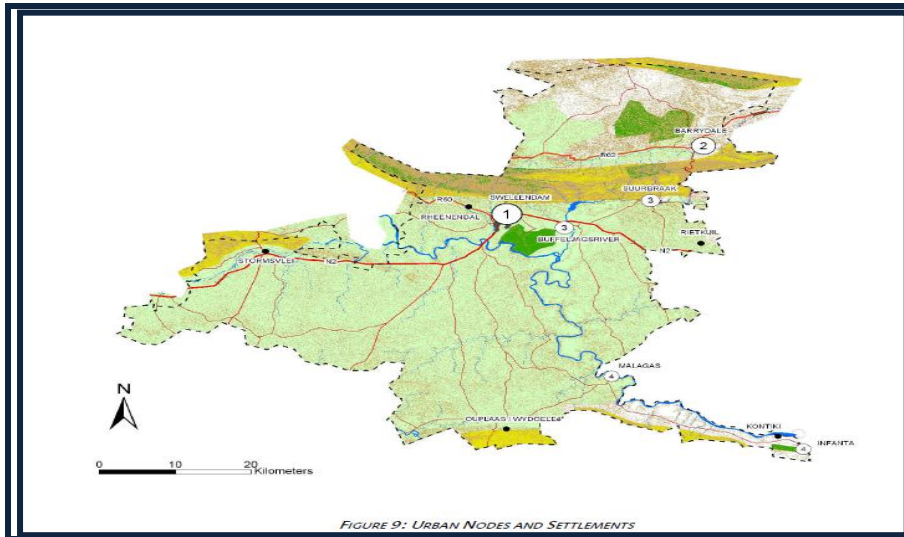 BARRYDALE
2
R62
SUURBRAAK
3
R60
SWELLENDAM
1
RHEENENDAL
3
BUFFELJAGSRIVER
RIETKUIL
N2
STORMSVLEI
N2
MALAGAS
4
N
OUPLAAS / WYDGELEë
KONTIKI
INFANTA
4
0 10 20
Kilometers
FIGURE 9: URBAN NODES AND SETTLEMENTS